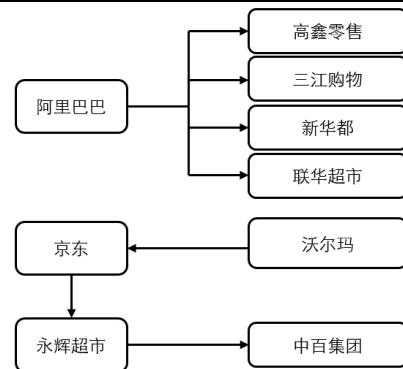 高鑫零售
三江购物
阿里巴巴
新华都
联华超市
京东
沃尔玛
永辉超市
中百集团